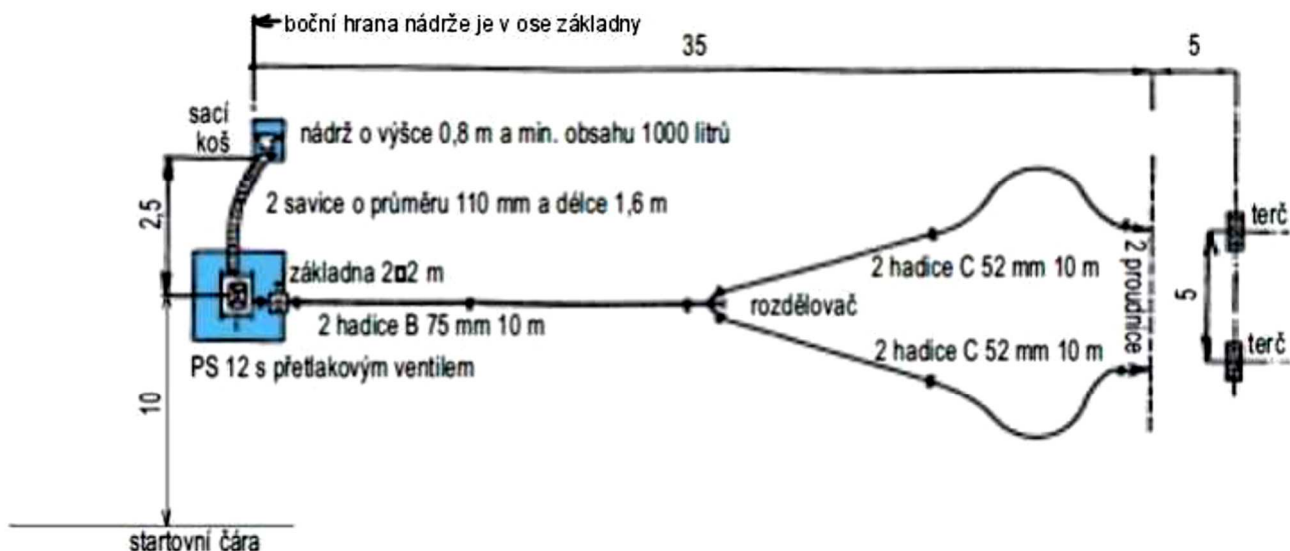 boční hrana nádrže je v ose základny
35
5
sací
koš
nádrž o výšce 0,8 m a min. obsahu 1000 litrů
2,5
2 savice o průměru 110 mm a délce 1,6 m
terč
základna 2□2 m
2 hadice C 52 mm 10 m
2 proudnice
5
rozdělovač
2 hadice B 75 mm 10 m
2 hadice C 52 mm 10 m
terč
PS 12 s přetlakovým ventilem
10
startovní čára